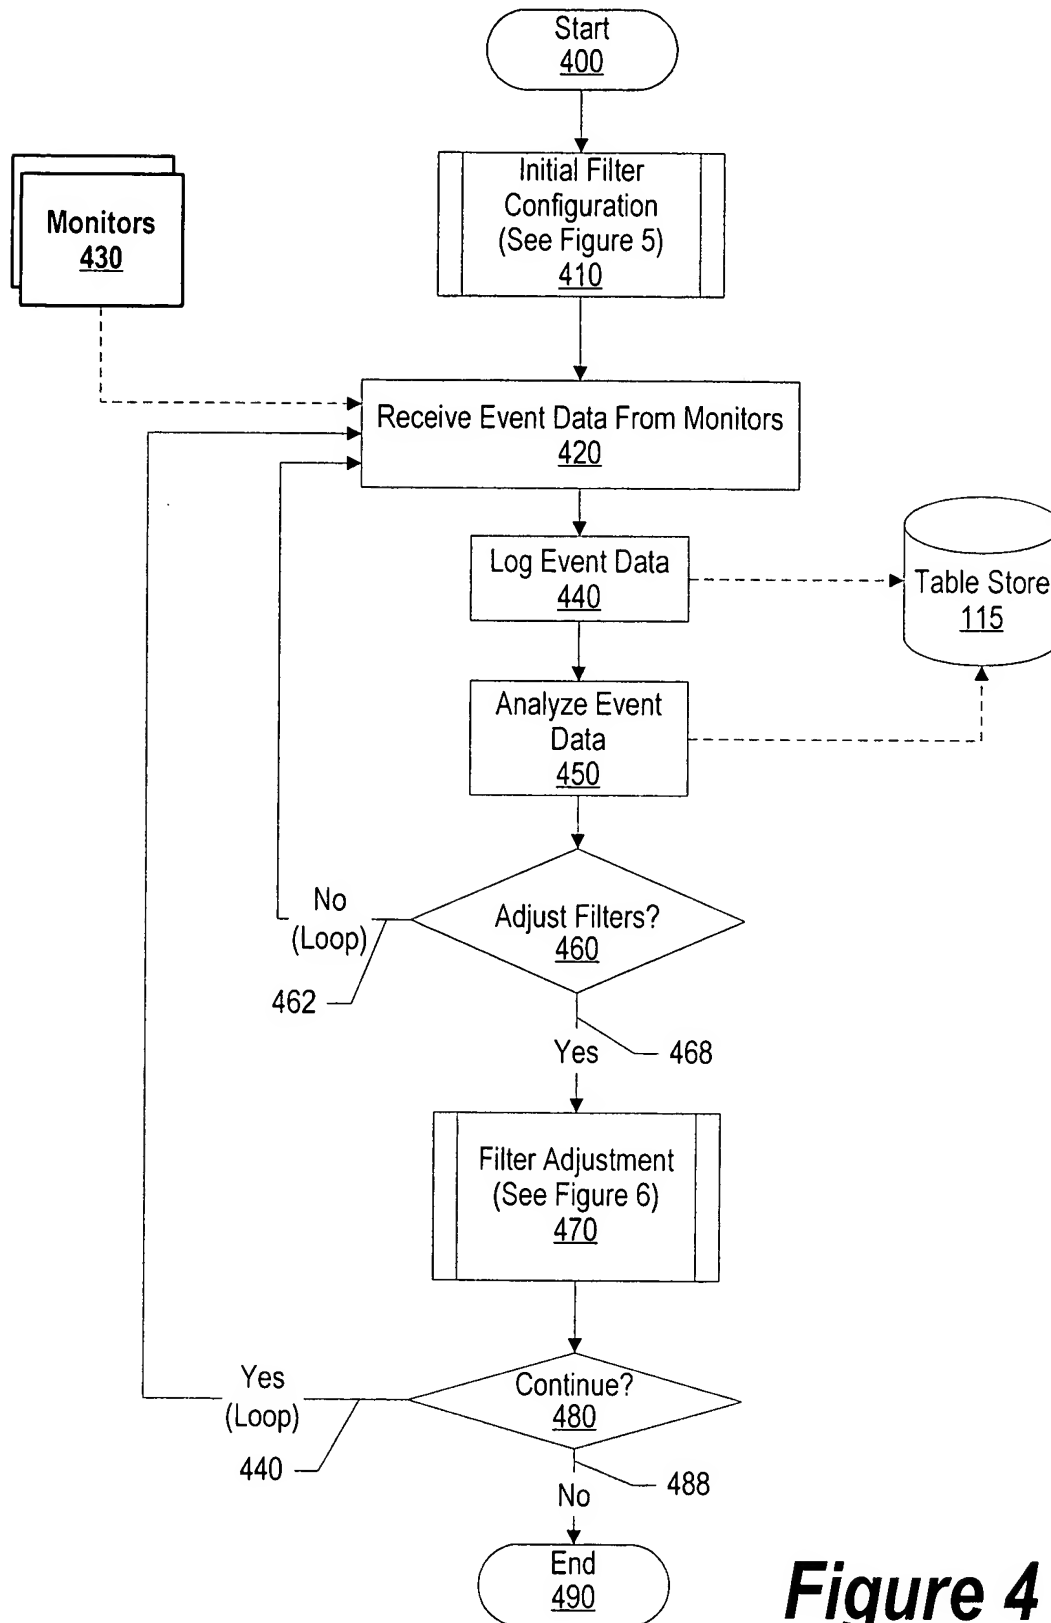 Start
400
Initial Filter
Configuration
(See Figure 5)
410
Monitors
430
Receive Event Data From Monitors
420
Log Event Data
440
Table Store
115
Analyze Event
Data
450
Adjust Filters?
460
No
(Loop)
462
468
Yes
Filter Adjustment
(See Figure 6)
470
Continue?
480
Yes
(Loop)
440
488
No
End
490
Figure 4